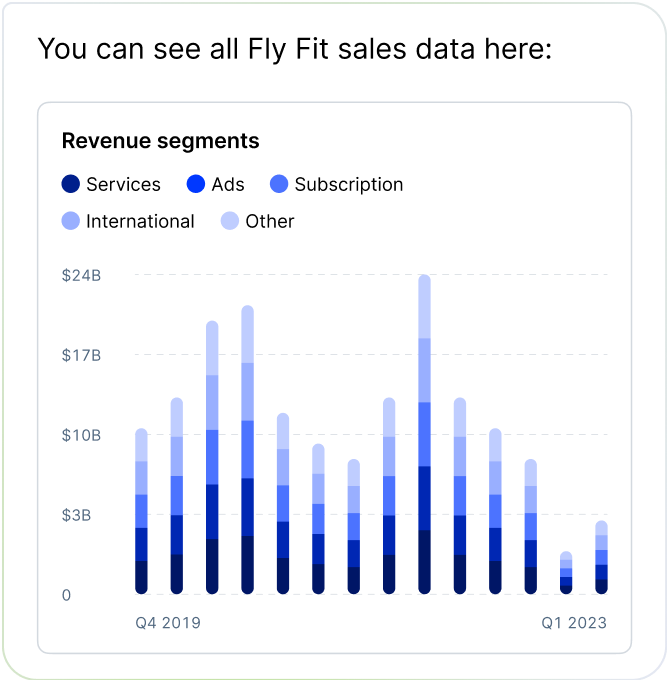 You can see all Fly Fit sales data here:
Revenue segments
Services Ads Subscription
International Other
$24B
$17B
$10B
$3B
0
Q4 2019 Q1 2023